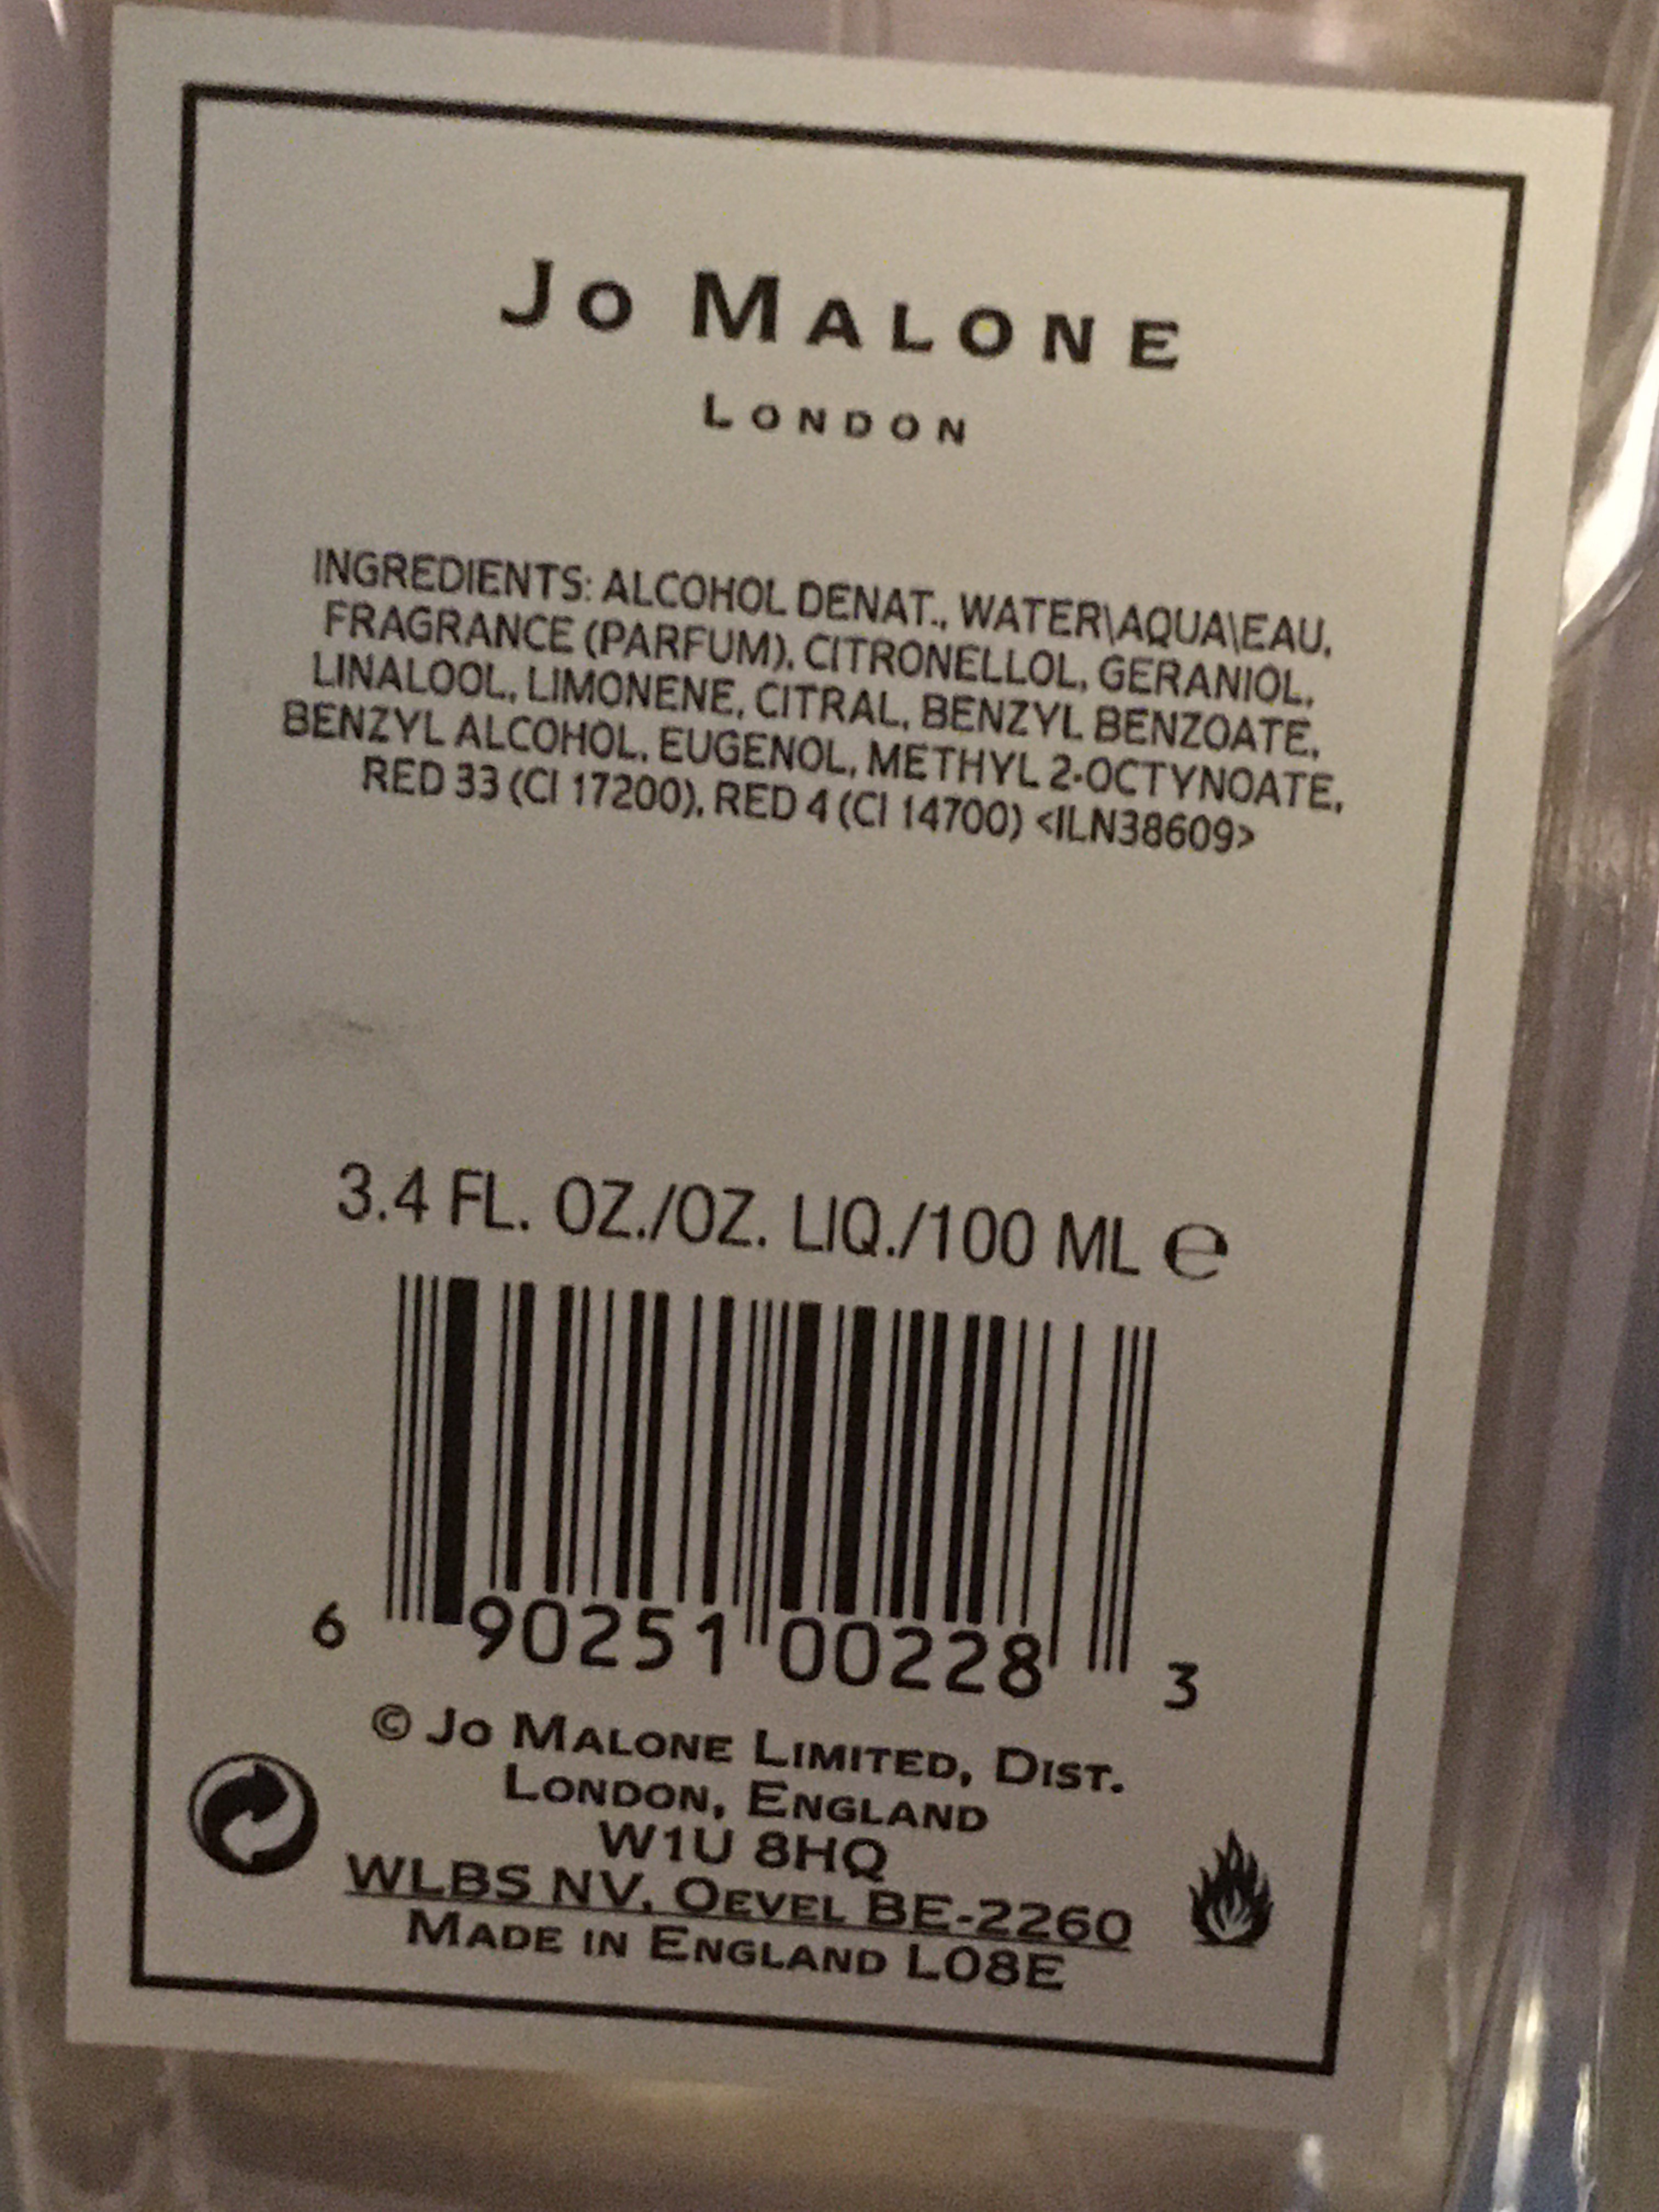 JO MALONE
LONDON
INGREDIENTS: ALCOHOL DENAT., WATER\AQUA\EAU,
FRAGRANCE (PARFUM), CITRONELLOL, GERANIOL,
LINALOOL, LIMONENE, CITRAL, BENZYL BENZOATE,
BENZYL ALCOHOL, EUGENOL, METHYL 2-OCTYNOATE,
RED 33 (CI 17200), RED 4 (CI 14700) <ILN38609>
3.4 FL. OZ./OZ. LIQ./100 ML ℮
6 90251 00228 3
© JO MALONE LIMITED, DIST.
LONDON, ENGLAND
W1U 8HQ
WLBS NV, OEVEL BE-2260
MADE IN ENGLAND L08E